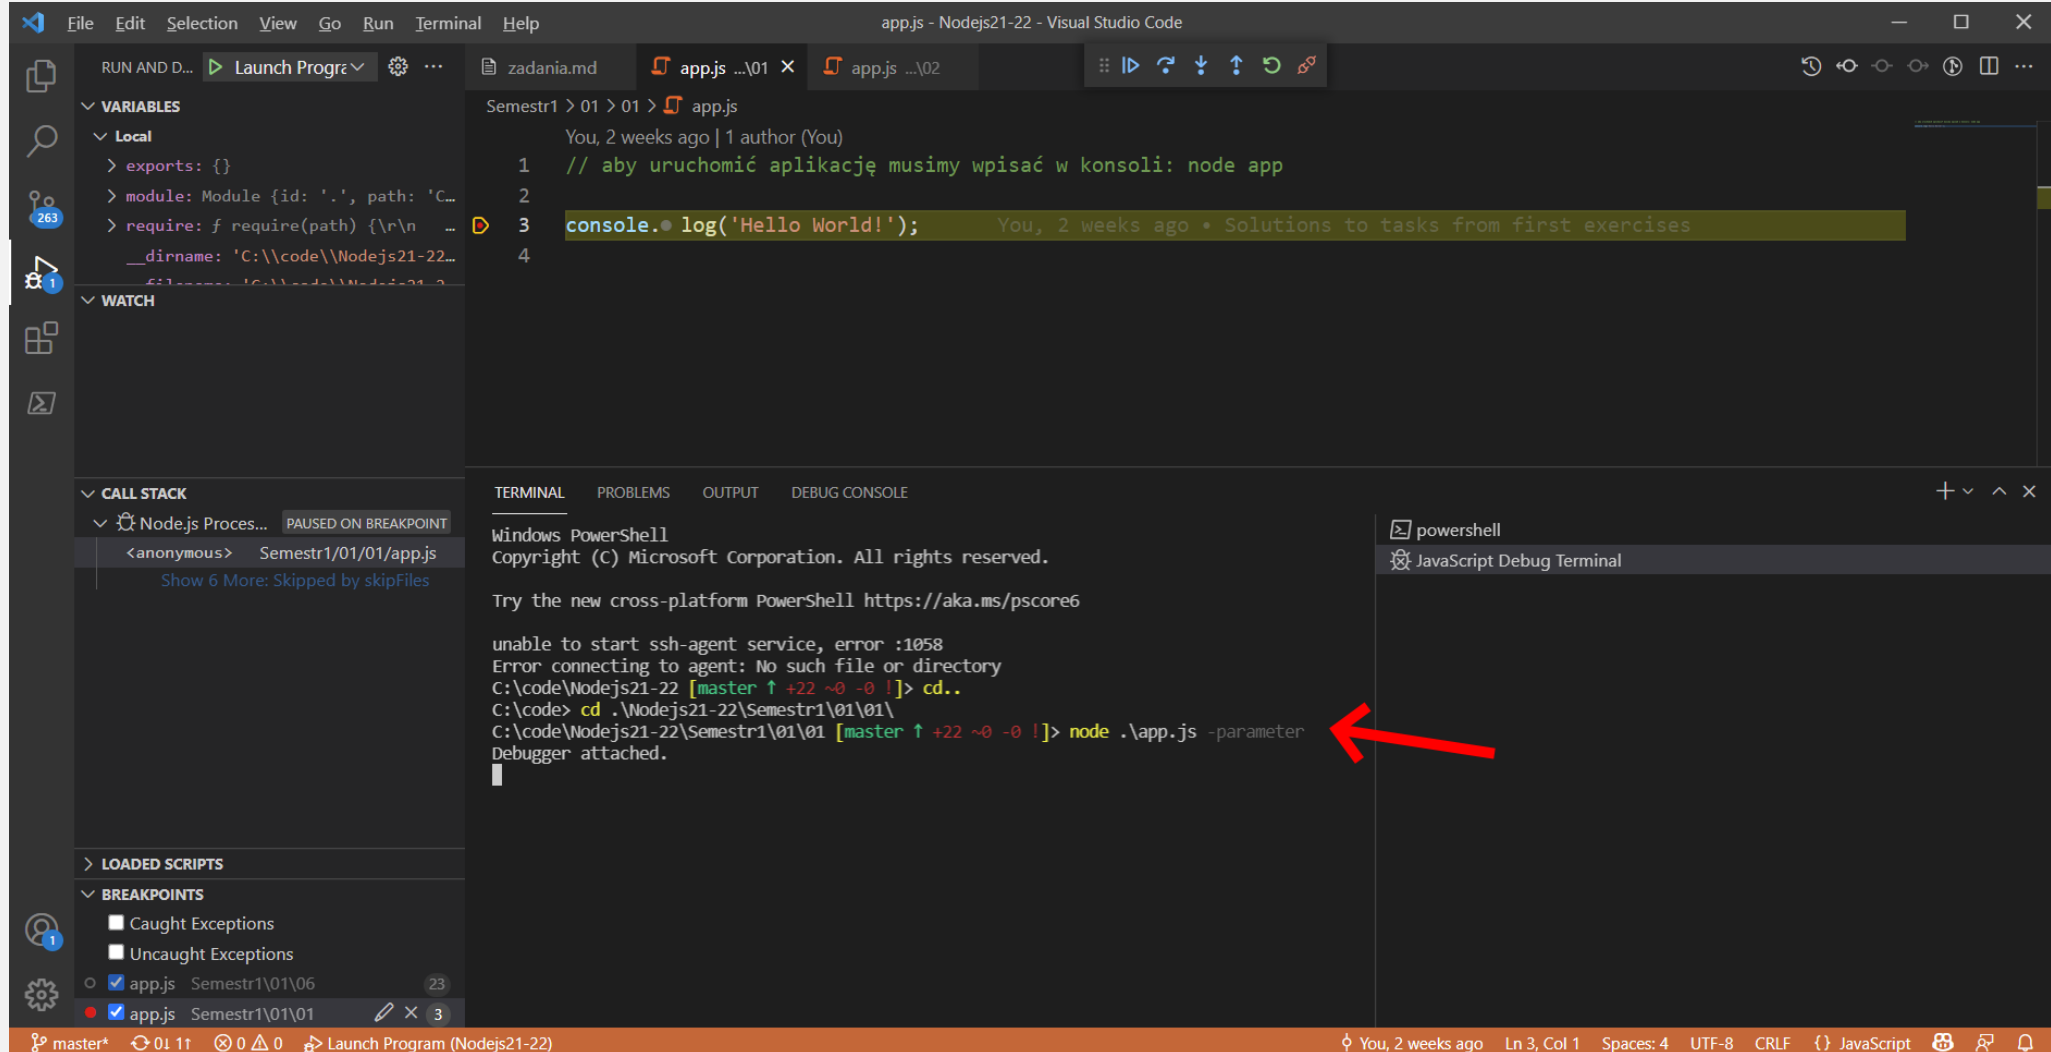 File Edit Selection View Go Run Terminal Help
app.js - Nodejs21-22 - Visual Studio Code
RUN AND D... Launch Progra
zadania.md
app.js ...\01
app.js ...\02
VARIABLES
Local
exports: {}
module: Module {id: '.', path: 'C...
require: ƒ require(path) {\r\n ...
__dirname: 'C:\\code\\Nodejs21-22...
WATCH
Semestr1 > 01 > 01 > app.js
You, 2 weeks ago | 1 author (You)
1 // aby uruchomić aplikację musimy wpisać w konsoli: node app
2
3 console. log('Hello World!'); You, 2 weeks ago • Solutions to tasks from first exercises
4
263
1
CALL STACK
Node.js Proces... PAUSED ON BREAKPOINT
<anonymous> Semestr1/01/01/app.js
Show 6 More: Skipped by skipFiles
LOADED SCRIPTS
BREAKPOINTS
Caught Exceptions
Uncaught Exceptions
app.js Semestr1\01\06 23
app.js Semestr1\01\01 3
1
TERMINAL PROBLEMS OUTPUT DEBUG CONSOLE
Windows PowerShell
Copyright (C) Microsoft Corporation. All rights reserved.
Try the new cross-platform PowerShell https://aka.ms/pscore6
unable to start ssh-agent service, error :1058
Error connecting to agent: No such file or directory
C:\code\Nodejs21-22 [master ↑ +22 ~0 -0 !]> cd..
C:\code> cd .\Nodejs21-22\Semestr1\01\01\
C:\code\Nodejs21-22\Semestr1\01\01 [master ↑ +22 ~0 -0 !]> node .\app.js -parameter
Debugger attached.
powershell
JavaScript Debug Terminal
master* 0↓ 1↑ 0 0 Launch Program (Nodejs21-22)
You, 2 weeks ago Ln 3, Col 1 Spaces: 4 UTF-8 CRLF {} JavaScript